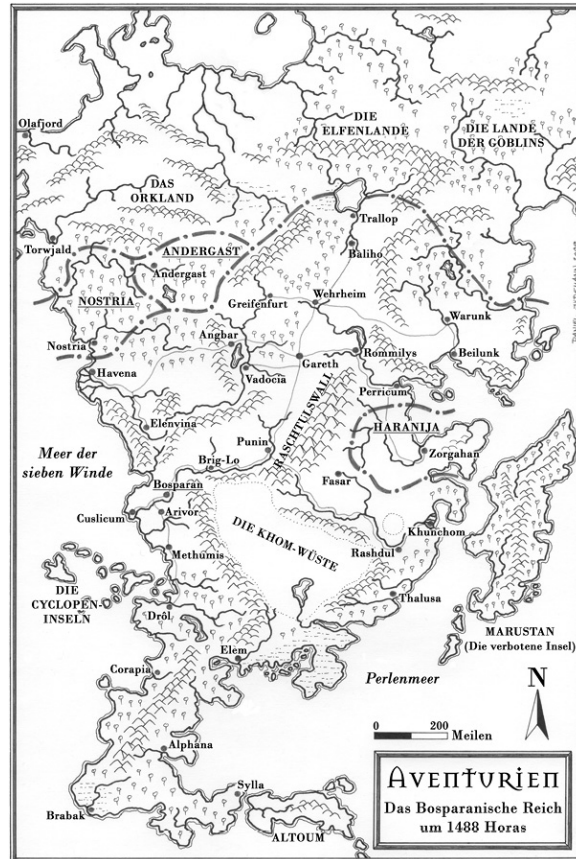 Olafjord
DIE
ELFENLANDE
DIE LANDE
DER GOBLINS
DAS
ORKLAND
Trallop
Torwjald
ANDERGAST
Andergast
Baliho
NOSTRIA
Greifenfurt
Wehrheim
Warunk
Nostria
Angbar
Rommilys
Beilunk
Havena
Gareth
Vadocia
Perricum
HARANIJA
Elenvina
RASCHTULSWALL
Punin
Zorgahan
Meer der
sieben Winde
Brig-Lo
Fasar
Bosparan
Cuslicum
Arivor
DIE KHOM-WÜSTE
Khunchom
Methumis
Rashdul
DIE
CYCLOPEN-
INSELN
Thalusa
Drôl
MARUSTAN
(Die verbotene Insel)
Elem
Corapia
Perlenmeer
N
0 200
Meilen
Alphana
AVENTURIEN
Das Bosparanische Reich
um 1488 Horas
Sylla
Brabak
ALTOUM